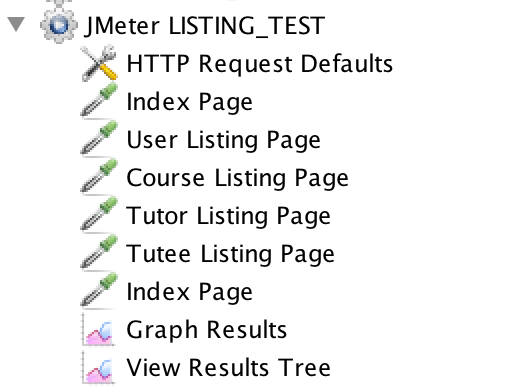 JMeter LISTING_TEST
HTTP Request Defaults
Index Page
User Listing Page
Course Listing Page
Tutor Listing Page
Tutee Listing Page
Index Page
Graph Results
View Results Tree